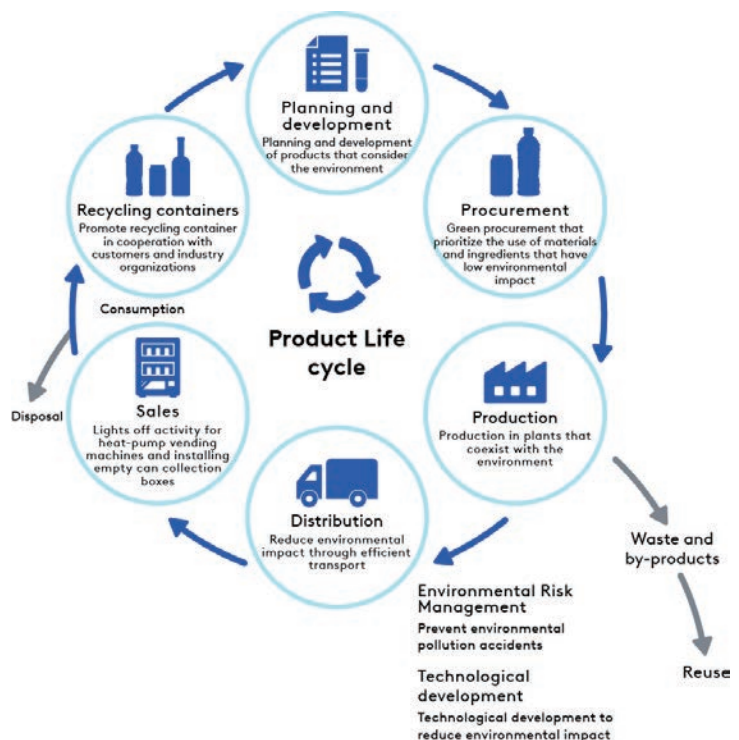 Planning and
development
Planning and development
of products that consider
the environment
Procurement
Green procurement that
prioritize the use of materials
and ingredients that have
low environmental
impact
Production
Production in plants that
coexist with the
environment
Waste and
by-products
Reuse
Environmental Risk
Management
Prevent environmental
pollution accidents
Technological
development
Technological development to
reduce environmental impact
Distribution
Reduce environmental
impact through efficient
transport
Sales
Lights off activity for
heat-pump vending
machines and installing
empty can collection
boxes
Consumption
Disposal
Recycling containers
Promote recycling container
in cooperation with
customers and industry
organizations
Product Life
cycle